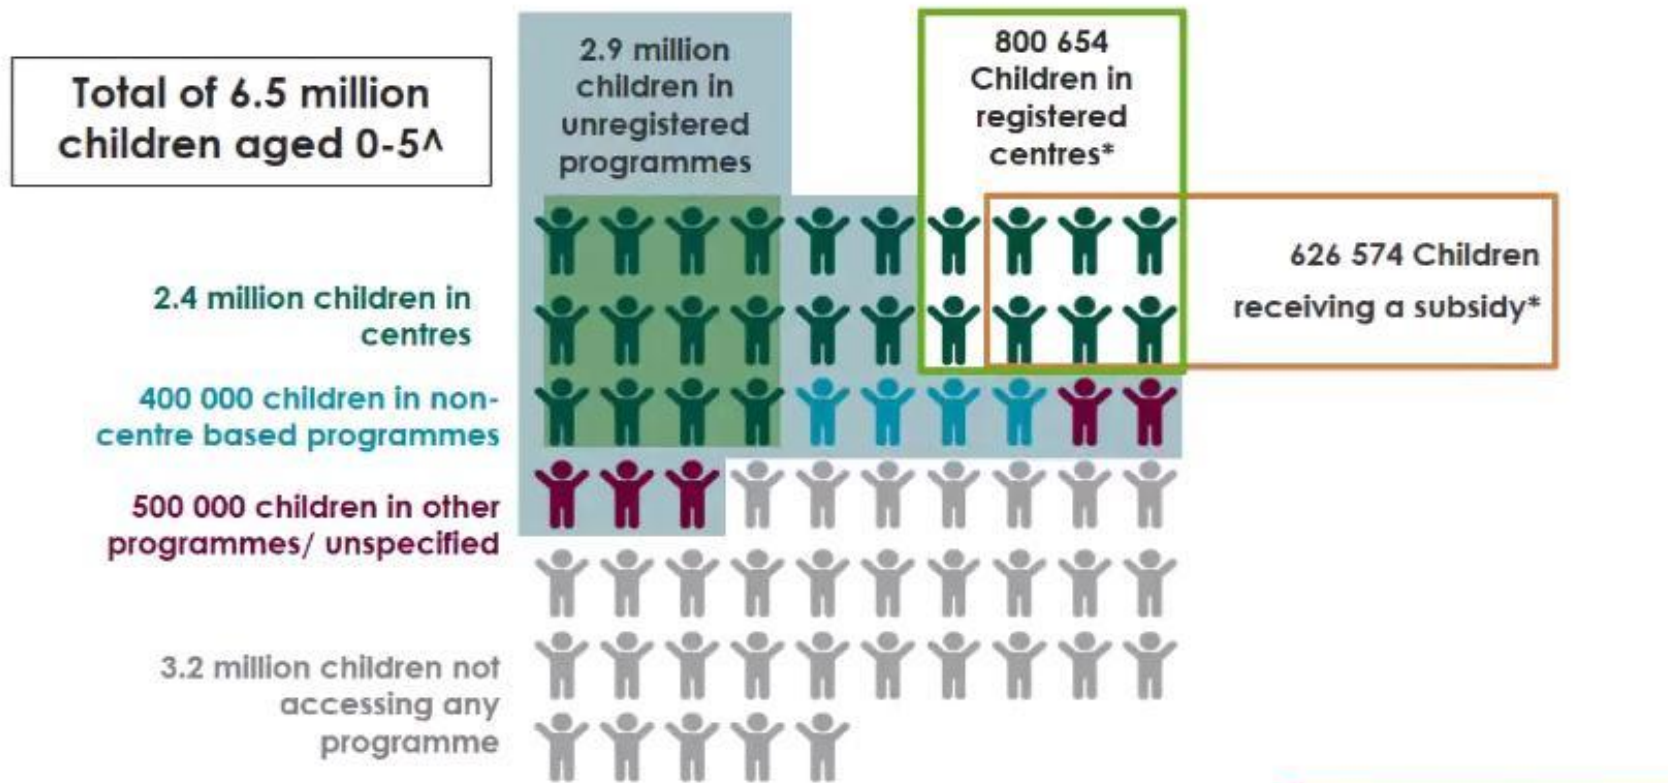 Total of 6.5 million
children aged 0-5^
2.9 million
children in
unregistered
programmes
800 654
Children in
registered
centres*
626 574 Children
receiving a subsidy*
2.4 million children in
centres
400 000 children in non-
centre based programmes
500 000 children in other
programmes/ unspecified
3.2 million children not
accessing any
programme